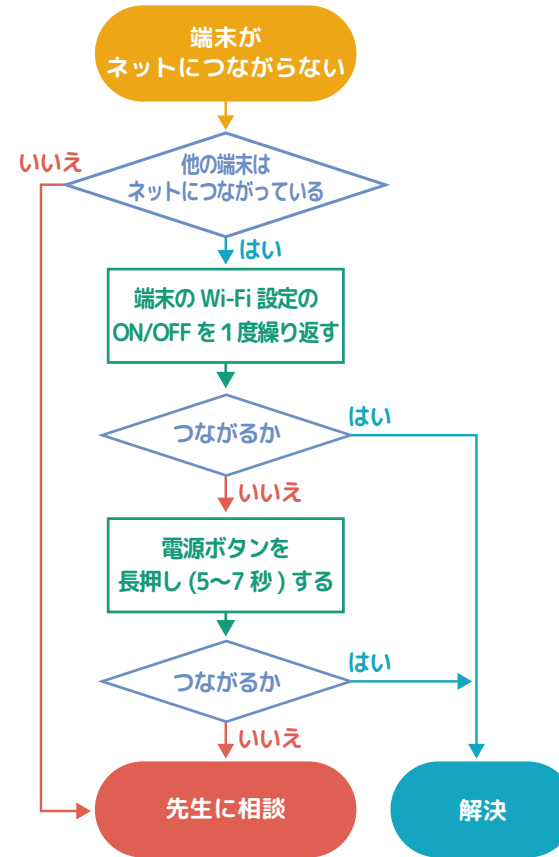 端末が
ネットにつながらない
いいえ
他の端末は
ネットにつながっている
はい
端末の Wi-Fi 設定の
ON/OFF を 1 度繰り返す
つながるか
はい
いいえ
電源ボタンを
長押し (5〜7 秒 ) する
つながるか
はい
いいえ
先生に相談
解決